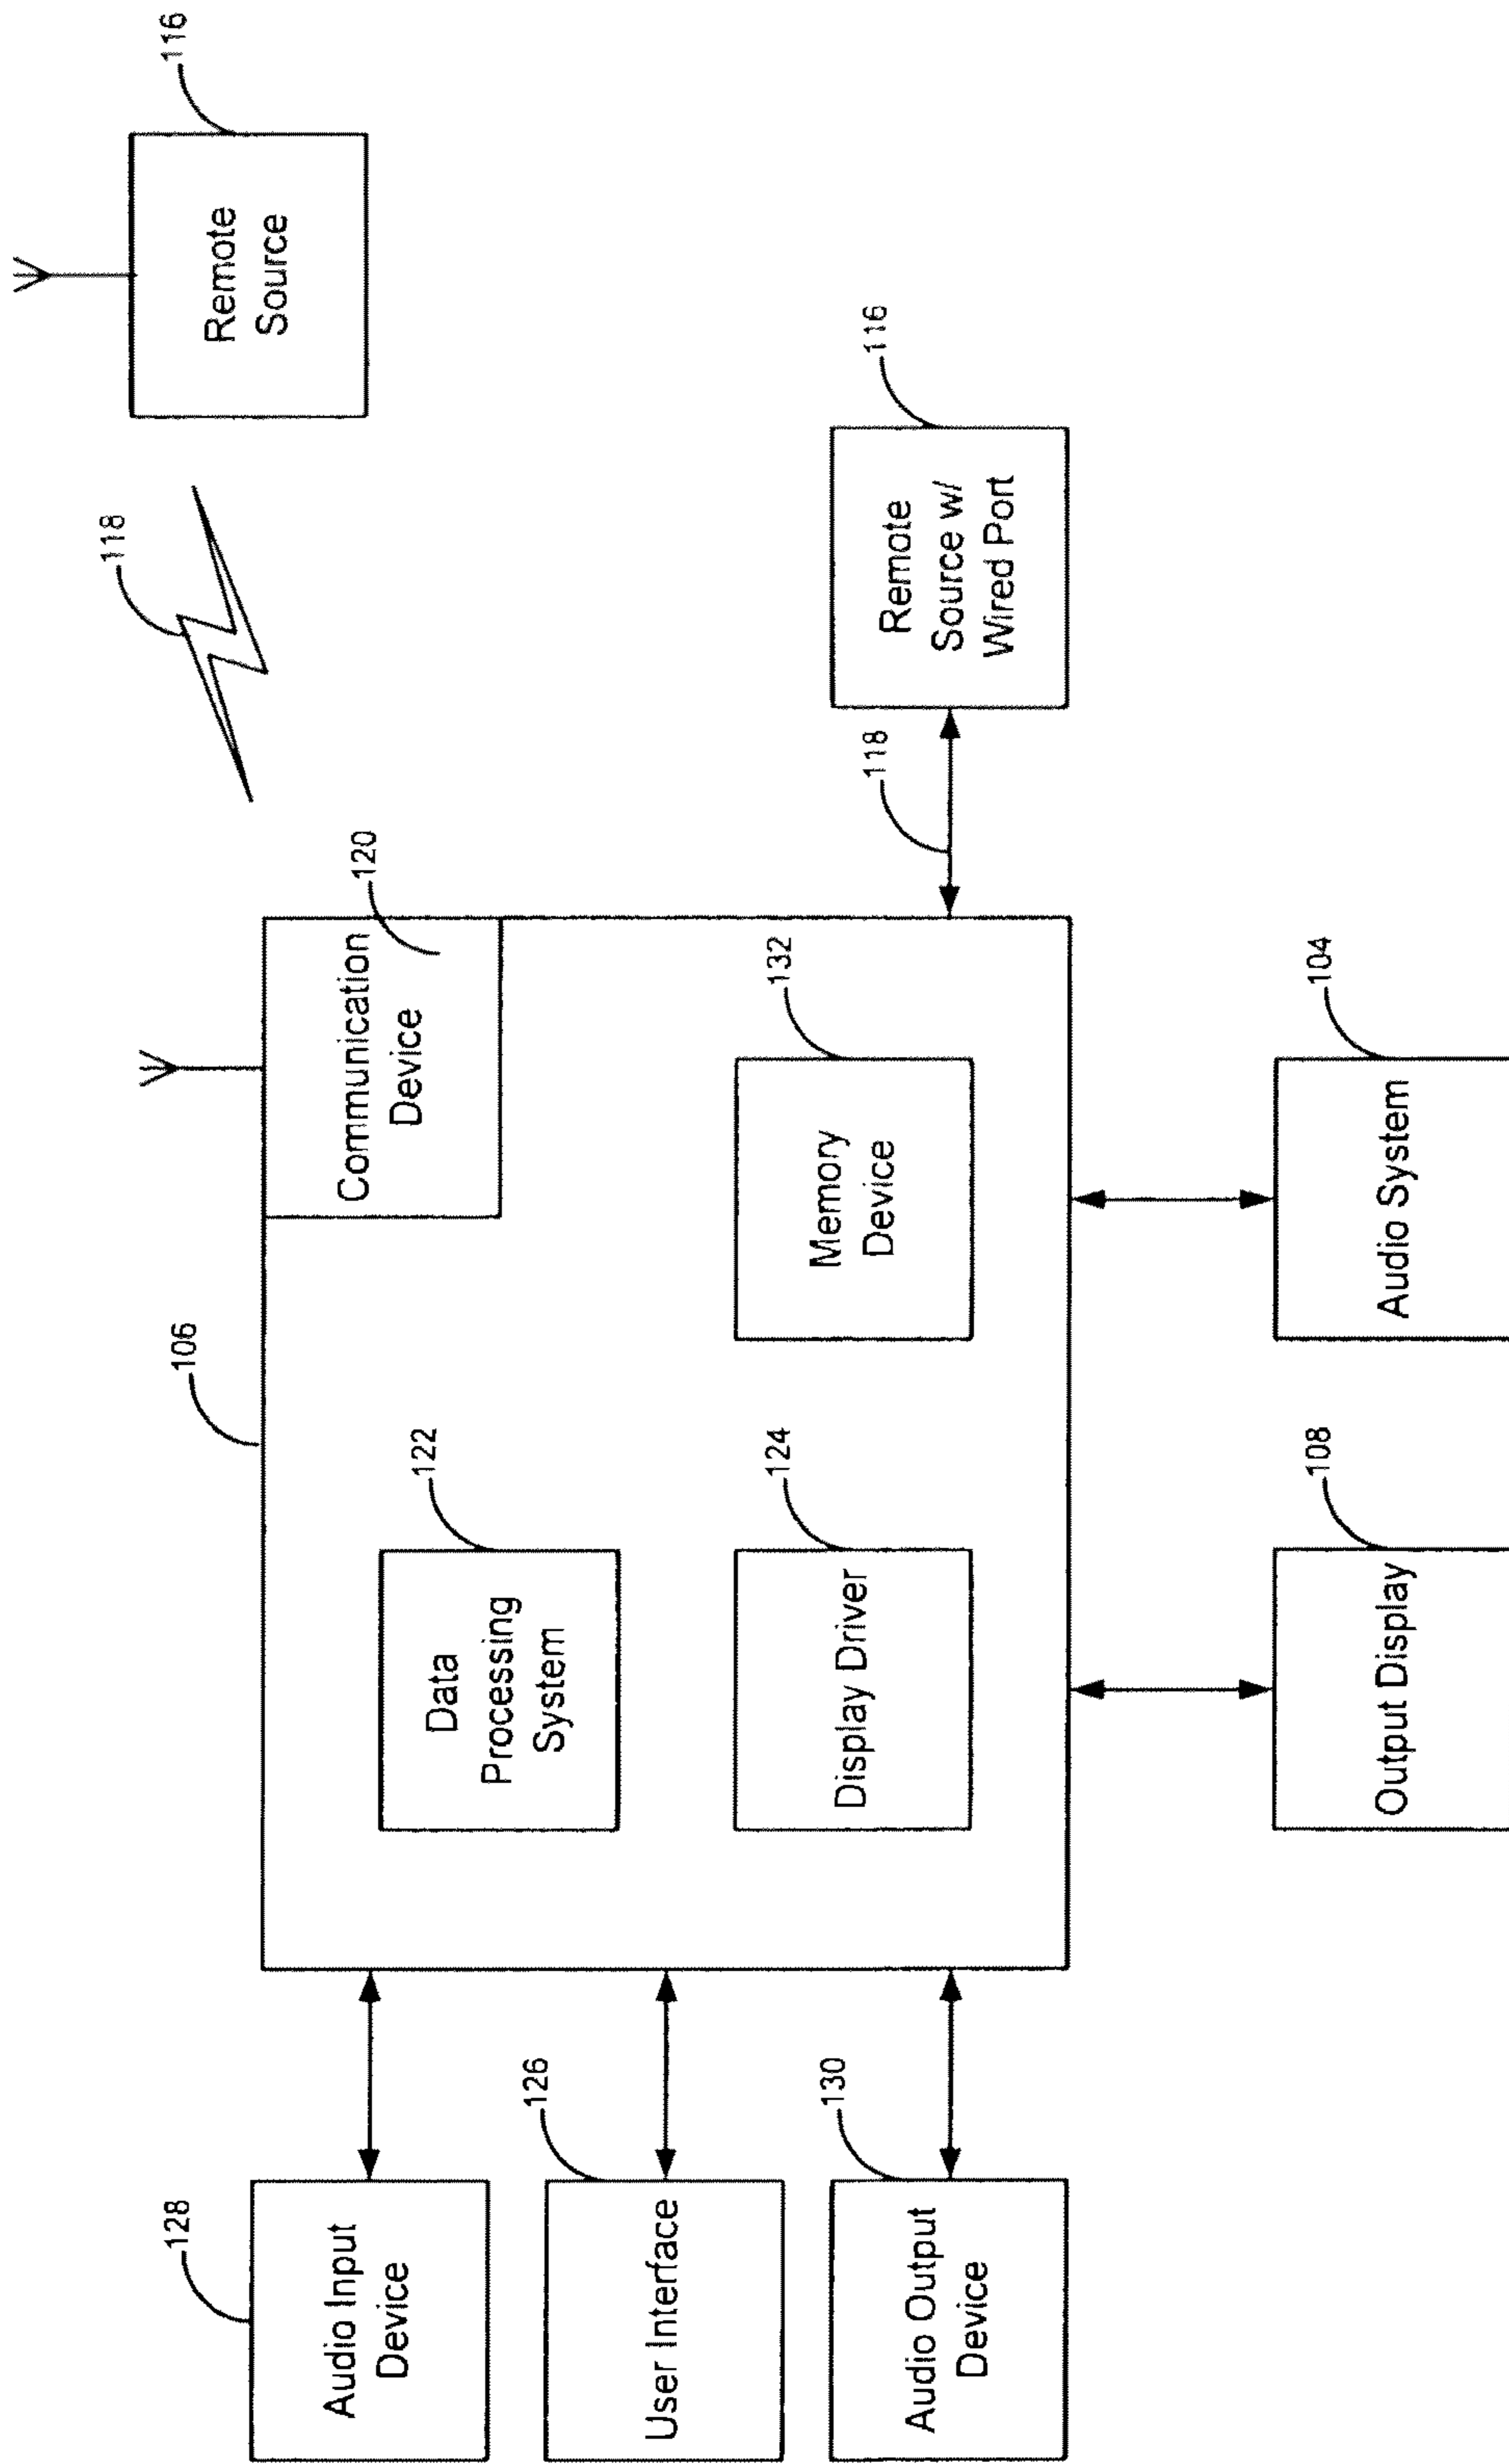 116
Remote
Source
118
120
Communication
Device
106
128
Audio Input
Device
122
Data
Processing
System
132
Memory
Device
116
Remote
Source w/
Wired Port
118
126
User Interface
124
Display Driver
130
Audio Output
Device
108
Output Display
104
Audio System